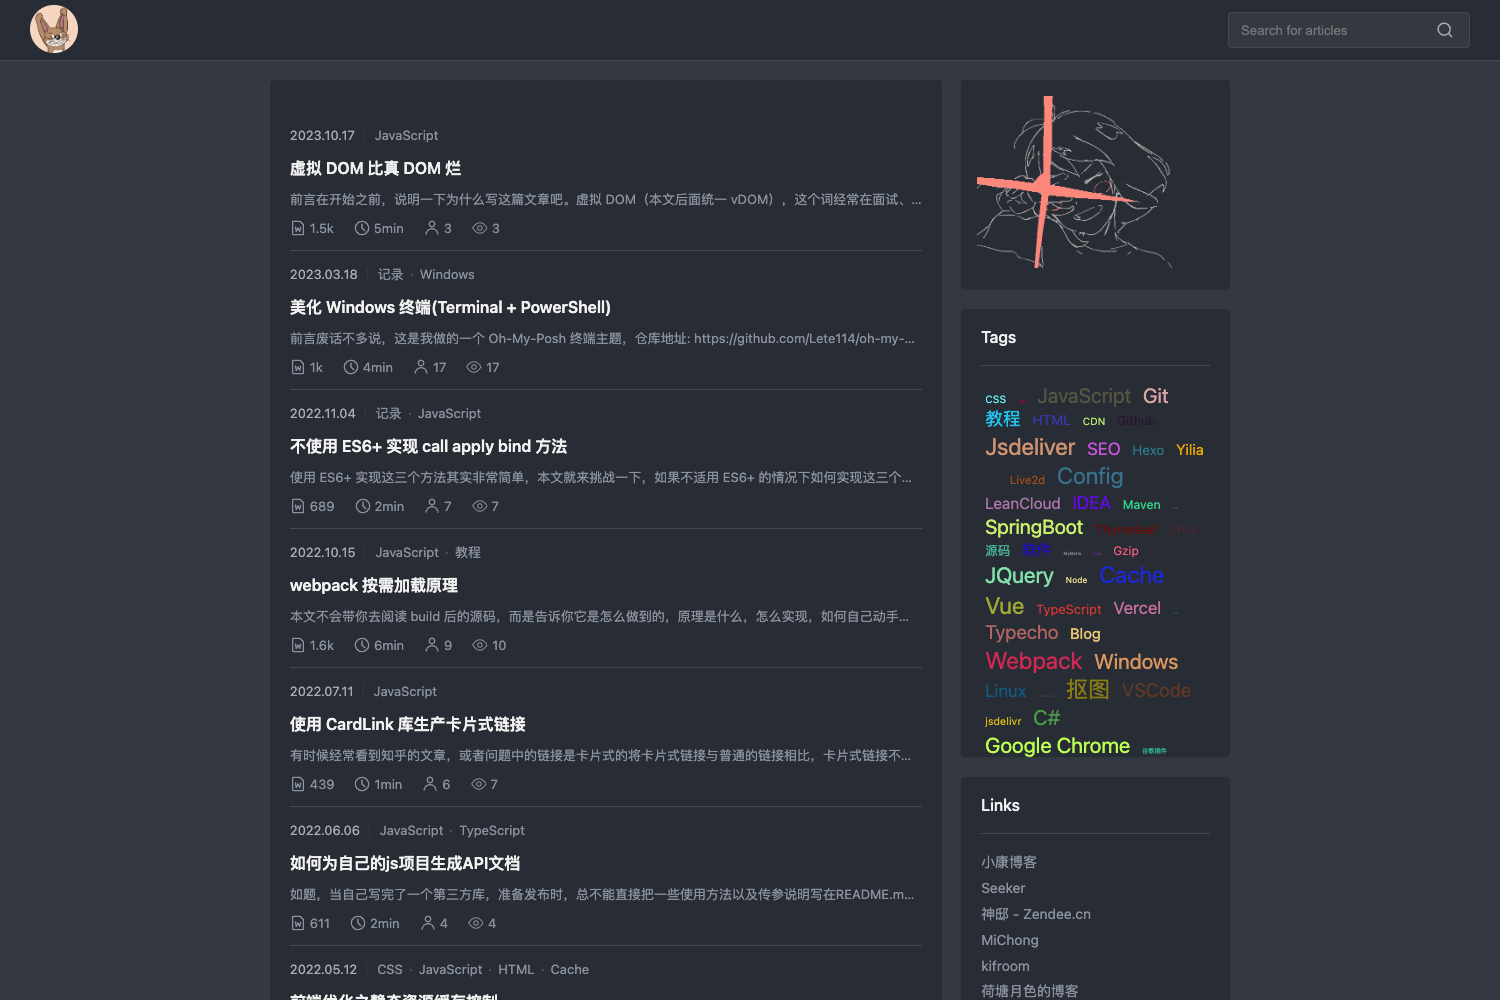 Search for articles
2023.10.17 JavaScript
虚拟 DOM 比真 DOM 烂
前言在开始之前，说明一下为什么写这篇文章吧。虚拟 DOM（本文后面统一 vDOM），这个词经常在面试、...
1.5k 5min 3 3
2023.03.18 记录 · Windows
美化 Windows 终端(Terminal + PowerShell)
前言废话不多说，这是我做的一个 Oh-My-Posh 终端主题，仓库地址: https://github.com/Lete114/oh-my-...
1k 4min 17 17
2022.11.04 记录 · JavaScript
不使用 ES6+ 实现 call apply bind 方法
使用 ES6+ 实现这三个方法其实非常简单，本文就来挑战一下，如果不适用 ES6+ 的情况下如何实现这三个...
689 2min 7 7
2022.10.15 JavaScript · 教程
webpack 按需加载原理
本文不会带你去阅读 build 后的源码，而是告诉你它是怎么做到的，原理是什么，怎么实现，如何自己动手...
1.6k 6min 9 10
2022.07.11 JavaScript
使用 CardLink 库生产卡片式链接
有时候经常看到知乎的文章，或者问题中的链接是卡片式的将卡片式链接与普通的链接相比，卡片式链接不...
439 1min 6 7
2022.06.06 JavaScript · TypeScript
如何为自己的js项目生成API文档
如题，当自己写完了一个第三方库，准备发布时，总不能直接把一些使用方法以及传参说明写在README.m...
611 2min 4 4
2022.05.12 CSS · JavaScript · HTML · Cache
前端优化之静态资源缓存控制
Tags
CSS JavaScript Git
教程 HTML CDN Github
Jsdeliver SEO Hexo Yilia
Live2d Config
LeanCloud IDEA Maven
SpringBoot Thymeleaf java
源码 软件 MyBatis Gzip
JQuery Node Cache
Vue TypeScript Vercel
Typecho Blog
Webpack Windows
Linux 抠图 VSCode
jsdelivr C#
Google Chrome 谷歌插件
Links
小康博客
Seeker
神邸 - Zendee.cn
MiChong
kifroom
荷塘月色的博客